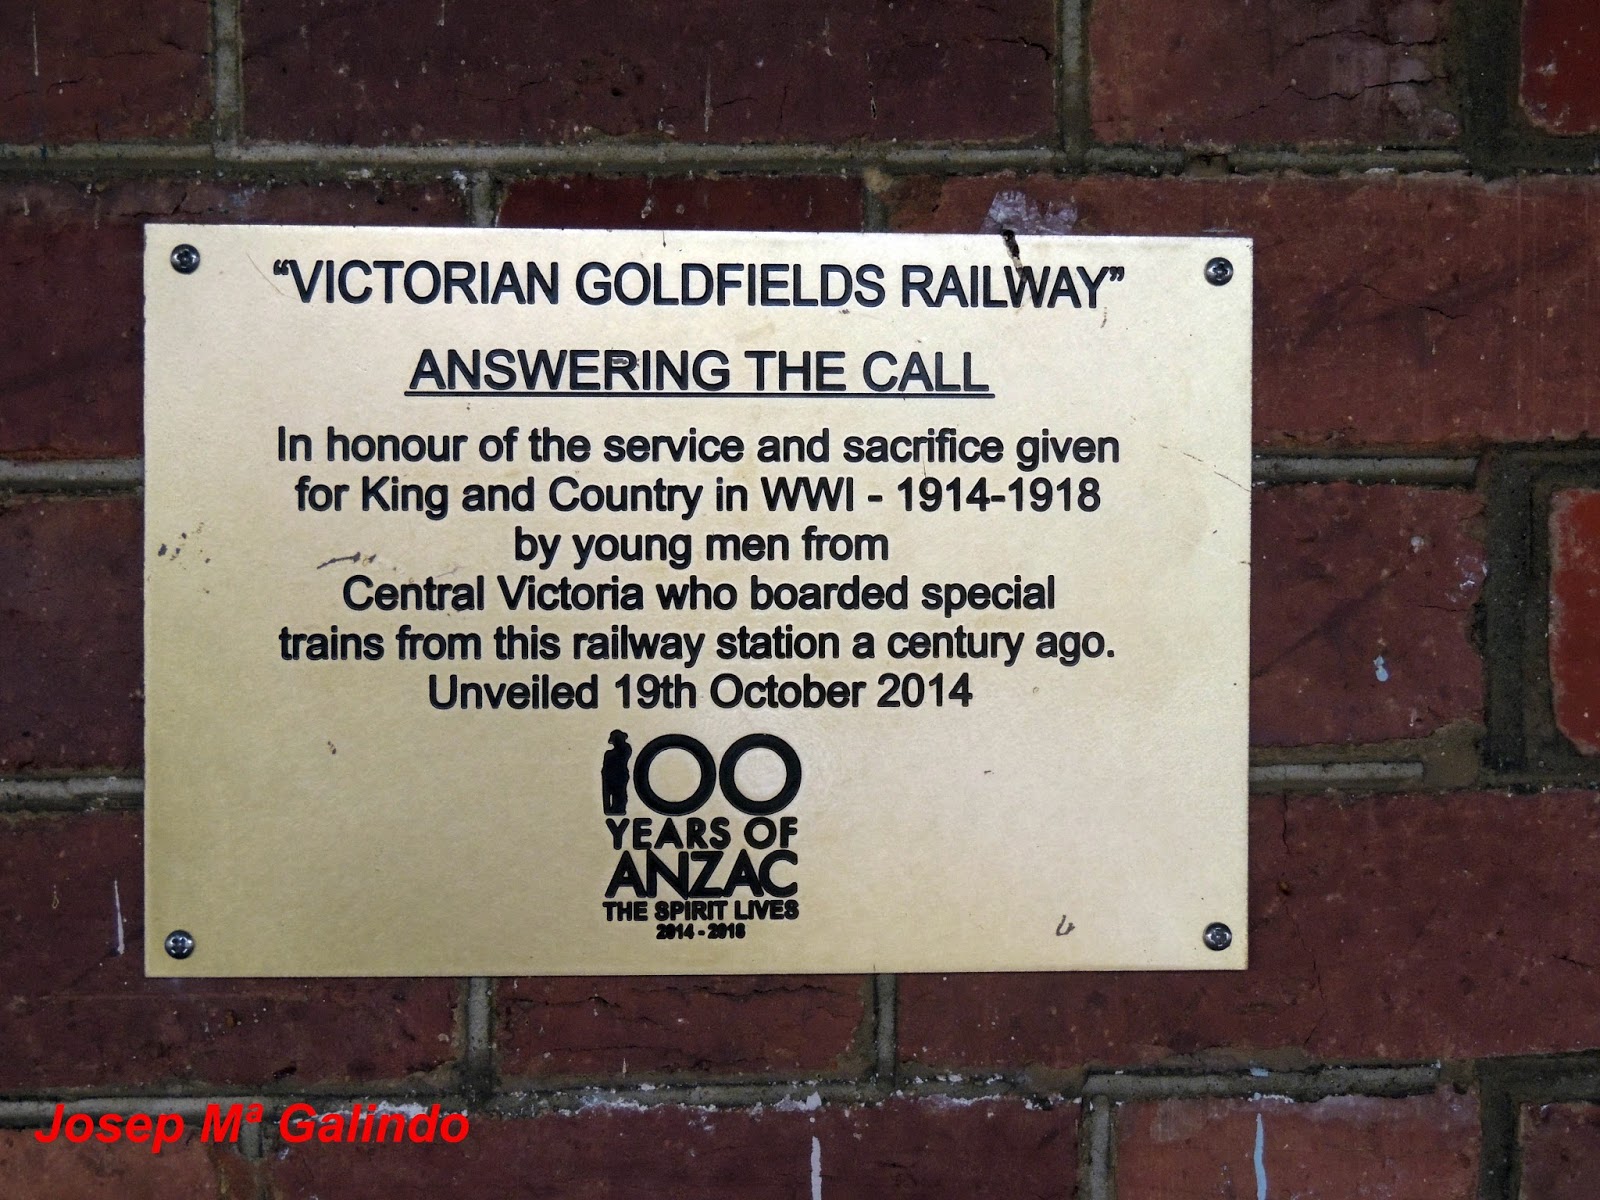 “VICTORIAN GOLDFIELDS RAILWAY”
ANSWERING THE CALL
In honour of the service and sacrifice given
for King and Country in WWI - 1914-1918
by young men from
Central Victoria who boarded special
trains from this railway station a century ago.
Unveiled 19th October 2014
100
YEARS OF
ANZAC
THE SPIRIT LIVES
2014 - 2018
Josep Mª Galindo